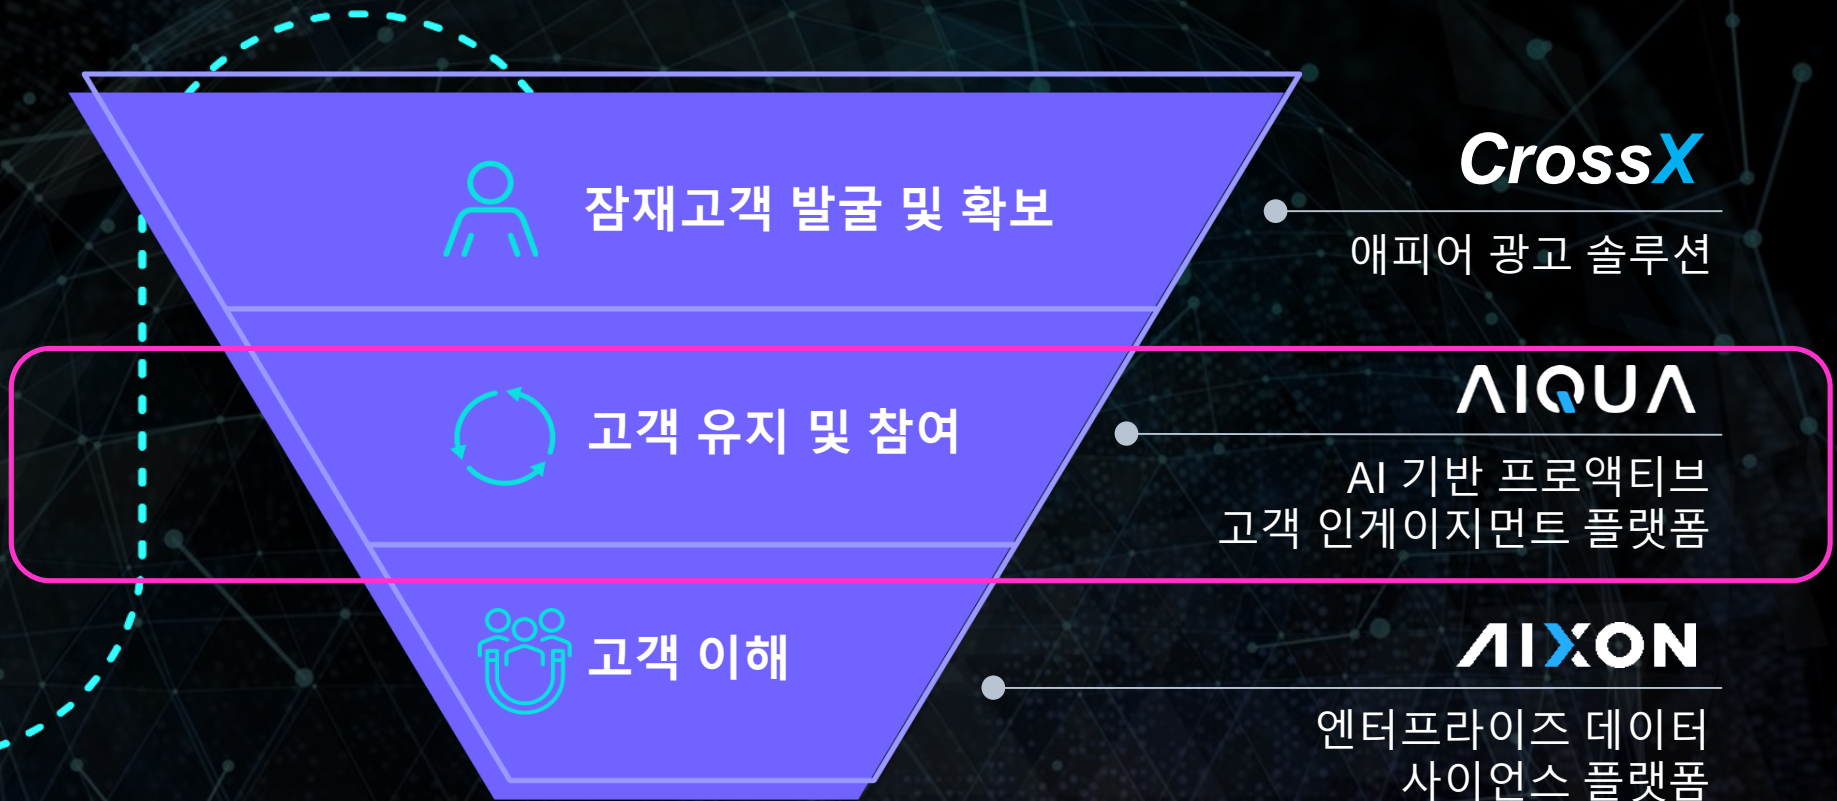 잠재고객 발굴 및 확보
CrossX
애피어 광고 솔루션
고객 유지 및 참여
AIQUA
AI 기반 프로액티브
고객 인게이지먼트 플랫폼
고객 이해
AIXON
엔터프라이즈 데이터
사이언스 플랫폼